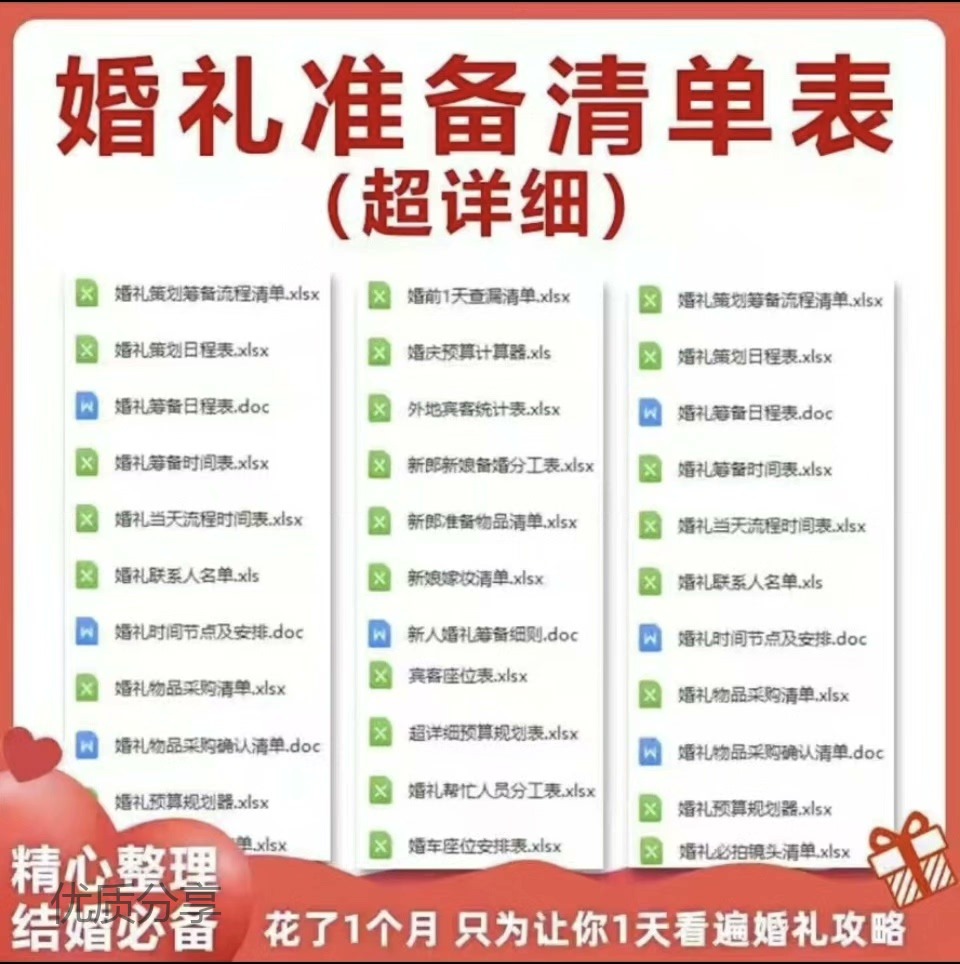 婚礼准备清单表
(超详细)
婚礼策划筹备流程清单.xlsx
婚礼策划日程表.xlsx
婚礼筹备日程表.doc
婚礼筹备时间表.xlsx
婚礼当天流程时间表.xlsx
婚礼联系人名单.xls
婚礼时间节点及安排.doc
婚礼物品采购清单.xlsx
婚礼物品采购确认清单.doc
婚礼预算规划器.xlsx
单.xlsx
婚前1天查漏清单.xlsx
婚庆预算计算器.xls
外地宾客统计表.xlsx
新郎新娘备婚分工表.xlsx
新郎准备物品清单.xlsx
新娘嫁妆清单.xlsx
新人婚礼筹备细则.doc
宾客座位表.xlsx
超详细预算规划表.xlsx
婚礼帮忙人员分工表.xlsx
婚车座位安排表.xlsx
婚礼策划筹备流程清单.xlsx
婚礼策划日程表.xlsx
婚礼筹备日程表.doc
婚礼筹备时间表.xlsx
婚礼当天流程时间表.xlsx
婚礼联系人名单.xls
婚礼时间节点及安排.doc
婚礼物品采购清单.xlsx
婚礼物品采购确认清单.doc
婚礼预算规划器.xlsx
婚礼必拍镜头清单.xlsx
精心整理
优质分享
结婚必备
花了1个月 只为让你1天看遍婚礼攻略